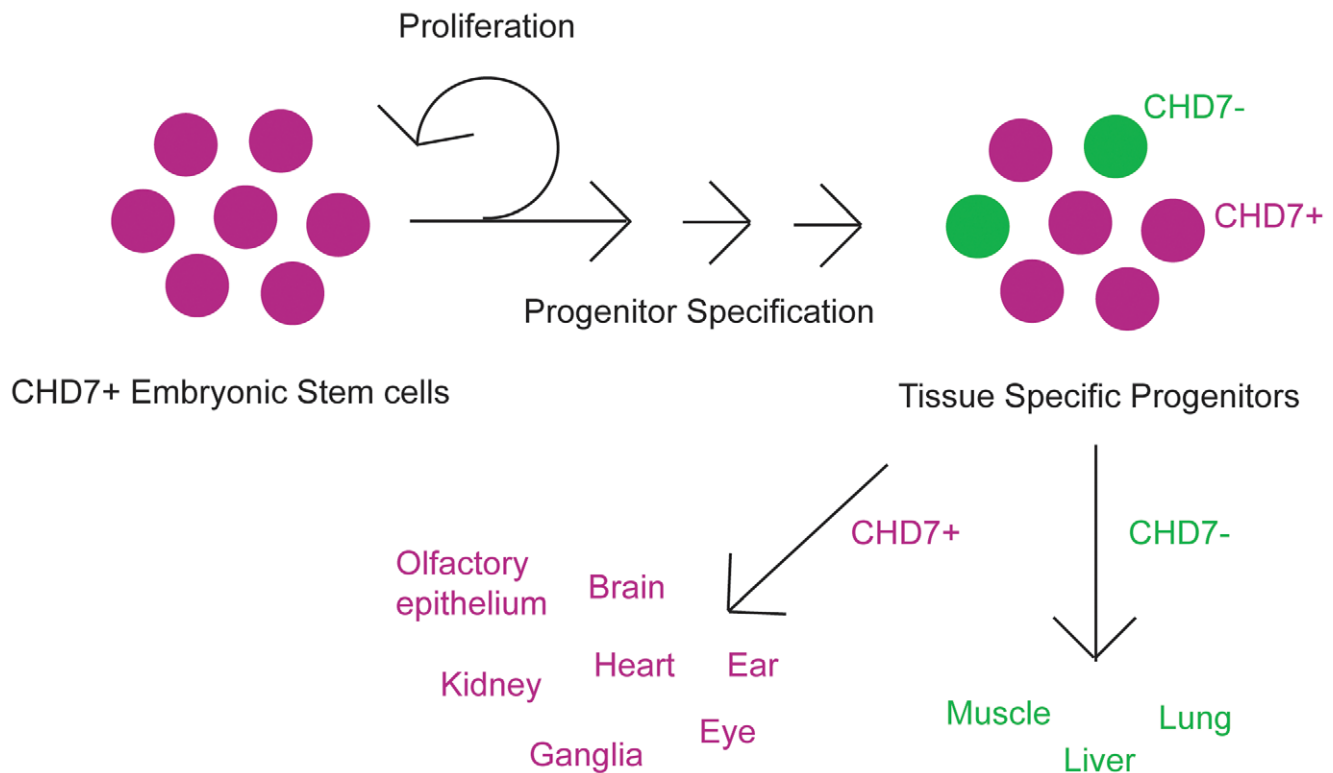 Proliferation
CHD7-
CHD7+
Progenitor Specification
CHD7+ Embryonic Stem cells
Tissue Specific Progenitors
CHD7+
CHD7-
Olfactory
epithelium
Brain
Heart
Ear
Kidney
Eye
Ganglia
Muscle
Lung
Liver